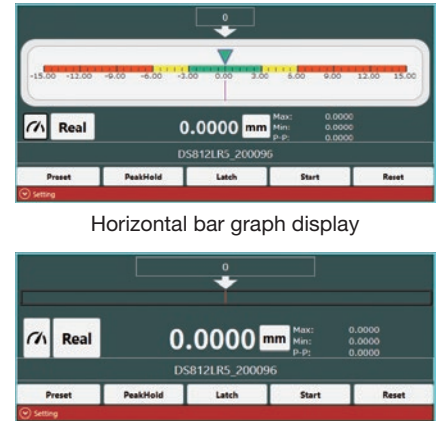 0
-15.00 -12.00 -9.00 -6.00 -3.00 0.00 3.00 6.00 9.00 12.00 15.00
Real 0.0000 mm
Max: 0.0000
Min: 0.0000
P-P: 0.0000
DS812LR5_200096
Preset PeakHold Latch Start Reset
Setting
Horizontal bar graph display
0
Real 0.0000 mm
Max: 0.0000
Min: 0.0000
P-P: 0.0000
DS812LR5_200096
Preset PeakHold Latch Start Reset
Setting